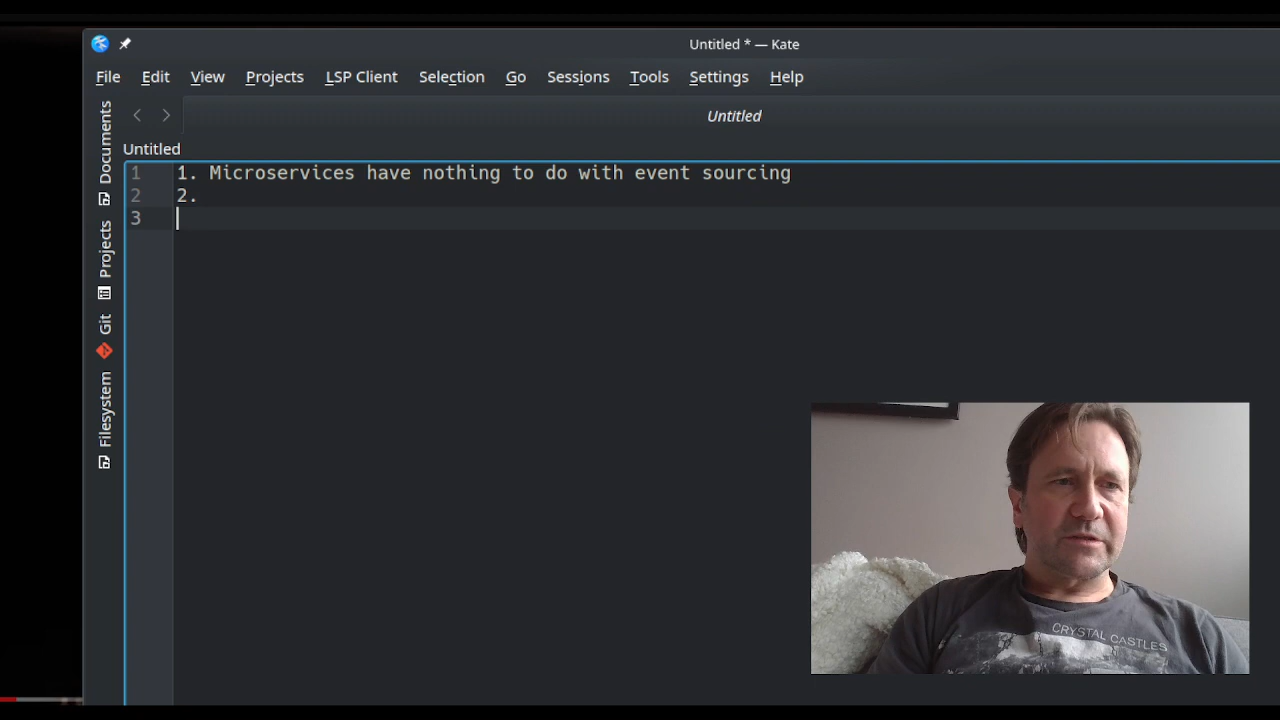 Untitled * — Kate
File Edit View Projects LSP Client Selection Go Sessions Tools Settings Help
Untitled
Untitled
Documents
Projects
Git
Filesystem
1 1. Microservices have nothing to do with event sourcing
2 2.
3
CRYSTAL CASTLES